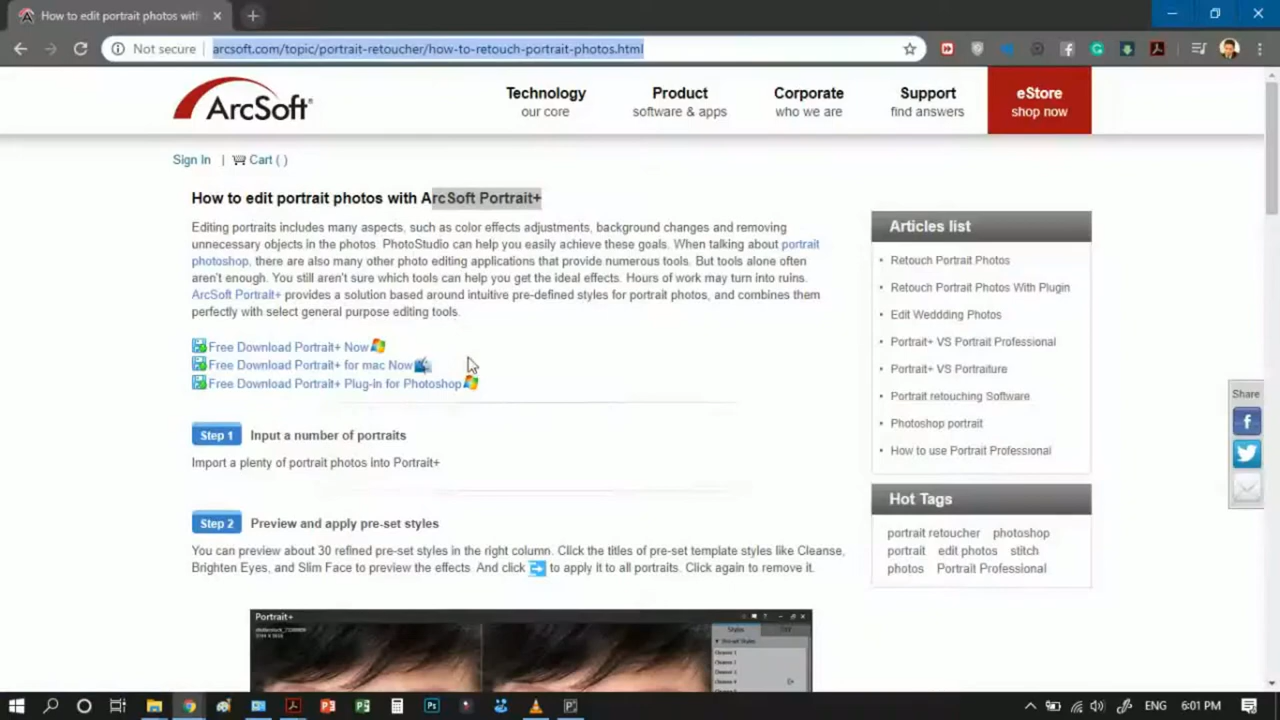 How to edit portrait photos with
Not secure
arcsoft.com/topic/portrait-retoucher/how-to-retouch-portrait-photos.html
ArcSoft
Technology
our core
Product
software & apps
Corporate
who we are
Support
find answers
eStore
shop now
Sign In | Cart ( )
How to edit portrait photos with ArcSoft Portrait+
Editing portraits includes many aspects, such as color effects adjustments, background changes and removing
unnecessary objects in the photos. PhotoStudio can help you easily achieve these goals. When talking about portrait
photoshop, there are also many other photo editing applications that provide numerous tools. But tools alone often
aren't enough. You still aren't sure which tools can help you get the ideal effects. Hours of work may turn into ruins.
ArcSoft Portrait+ provides a solution based around intuitive pre-defined styles for portrait photos, and combines them
perfectly with select general purpose editing tools.
Free Download Portrait+ Now
Free Download Portrait+ for mac Now
Free Download Portrait+ Plug-in for Photoshop
Step 1 Input a number of portraits
Import a plenty of portrait photos into Portrait+
Step 2 Preview and apply pre-set styles
You can preview about 30 refined pre-set styles in the right column. Click the titles of pre-set template styles like Cleanse,
Brighten Eyes, and Slim Face to preview the effects. And click to apply it to all portraits. Click again to remove it.
Portrait+
Styles
Articles list
Retouch Portrait Photos
Retouch Portrait Photos With Plugin
Edit Weddding Photos
Portrait+ VS Portrait Professional
Portrait+ VS Portraiture
Portrait retouching Software
Photoshop portrait
How to use Portrait Professional
Hot Tags
portrait retoucher photoshop
portrait edit photos stitch
photos Portrait Professional
Share
ENG 6:01 PM